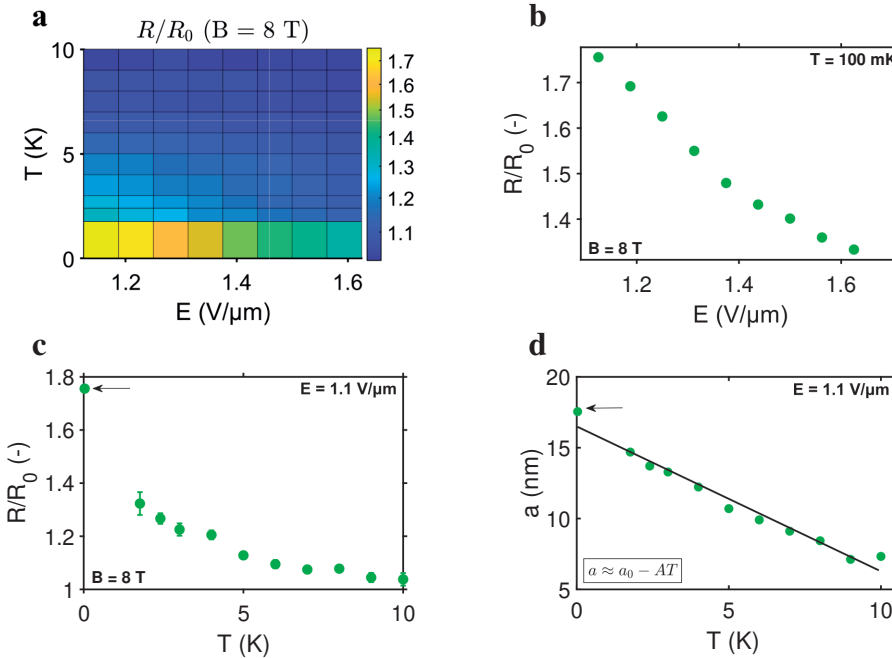 a
R/R₀ (B = 8 T)
10
5
0
T (K)
1.2
1.4
1.6
E (V/μm)
1.7
1.6
1.5
1.4
1.3
1.2
1.1
b
T = 100 mK
1.7
1.6
1.5
1.4
R/R₀ (-)
B = 8 T
1.2
1.4
1.6
E (V/μm)
c
E = 1.1 V/μm
1.8
1.6
1.4
1.2
1
R/R₀ (-)
B = 8 T
0
5
10
T (K)
d
E = 1.1 V/μm
20
15
10
5
a (nm)
a ≈ a₀ − AT
0
5
10
T (K)